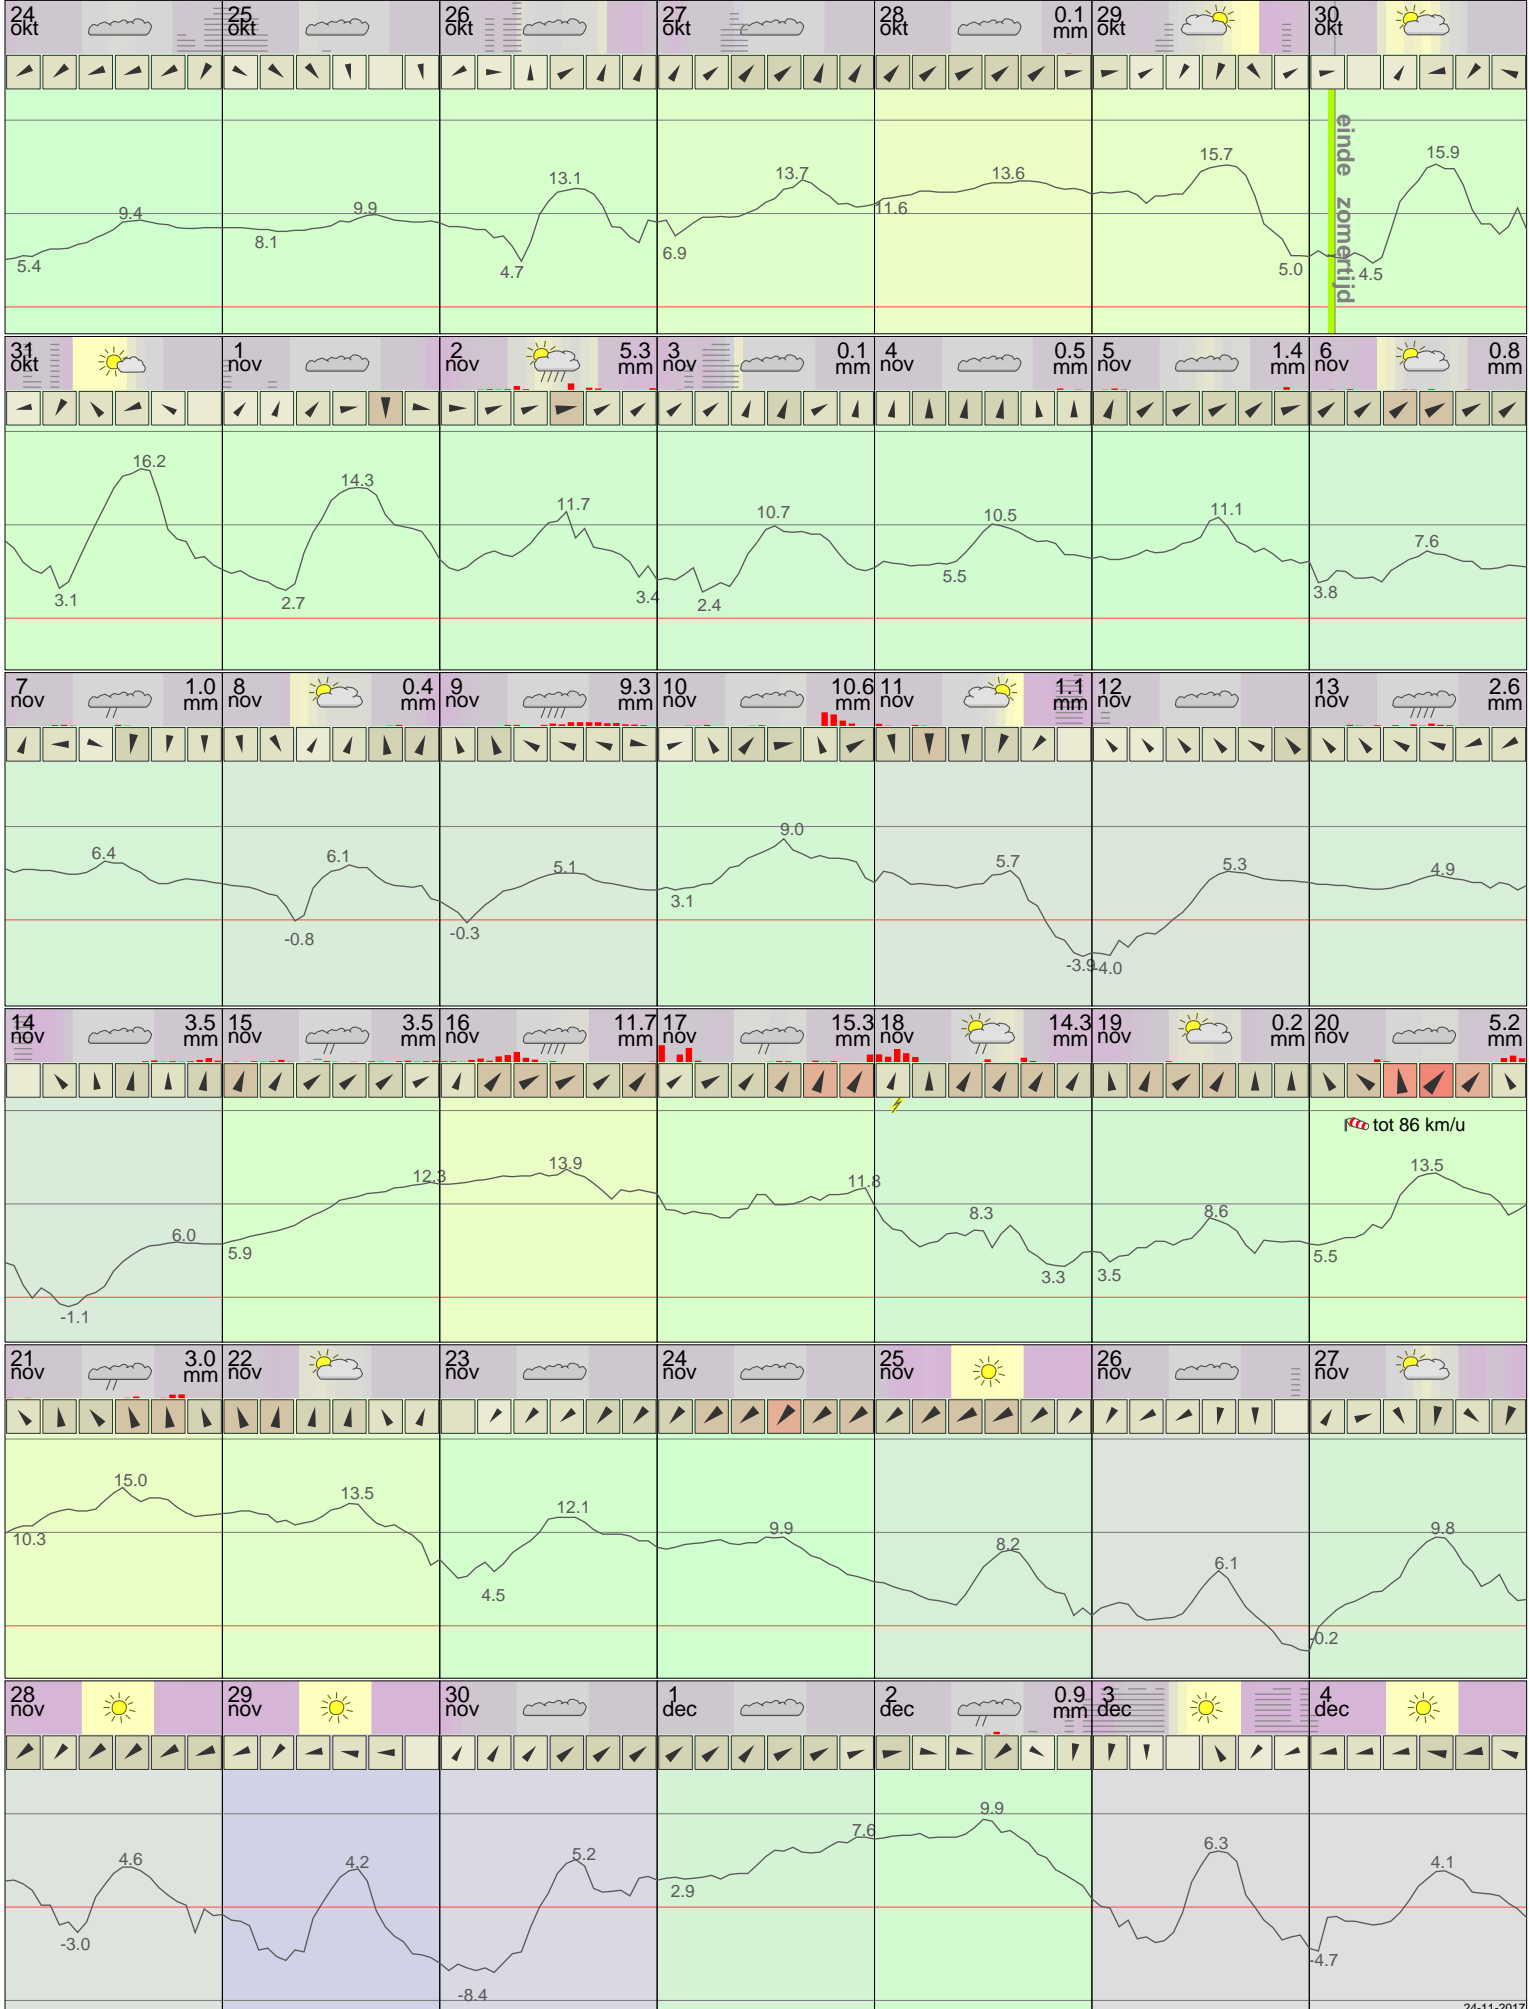 24 okt
25 okt
26 okt
27 okt
28 okt 0.1 mm
29 okt
30 okt
9.4
5.4
9.9
8.1
13.1
4.7
13.7
6.9
13.6
11.6
15.7
5.0
einde zomertijd
15.9
4.5
31 okt
1 nov
2 nov 5.3 mm
3 nov 0.1 mm
4 nov 0.5 mm
5 nov 1.4 mm
6 nov 0.8 mm
16.2
3.1
14.3
2.7
11.7
3.4
10.7
2.4
10.5
5.5
11.1
7.6
3.8
7 nov 1.0 mm
8 nov 0.4 mm
9 nov 9.3 mm
10 nov 10.6 mm
11 nov 1.1 mm
12 nov
13 nov 2.6 mm
6.4
6.1
-0.8
5.1
-0.3
9.0
3.1
5.7
-3.9
5.3
-4.0
4.9
14 nov 3.5 mm
15 nov 3.5 mm
16 nov 11.7 mm
17 nov 15.3 mm
18 nov 14.3 mm
19 nov 0.2 mm
20 nov 5.2 mm
tot 86 km/u
6.0
-1.1
12.3
5.9
13.9
11.8
8.3
3.3
8.6
3.5
13.5
5.5
21 nov 3.0 mm
22 nov
23 nov
24 nov
25 nov
26 nov
27 nov
15.0
10.3
13.5
12.1
4.5
9.9
8.2
6.1
9.8
-0.2
28 nov
29 nov
30 nov
1 dec
2 dec 0.9 mm
3 dec
4 dec
4.6
-3.0
4.2
5.2
-8.4
7.6
2.9
9.9
6.3
4.1
-4.7
24-11-2017